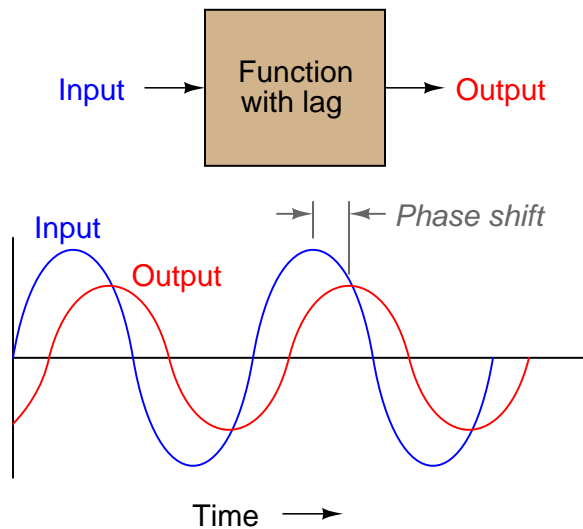 Input
Function
with lag
Output
Phase shift
Input
Output
Time